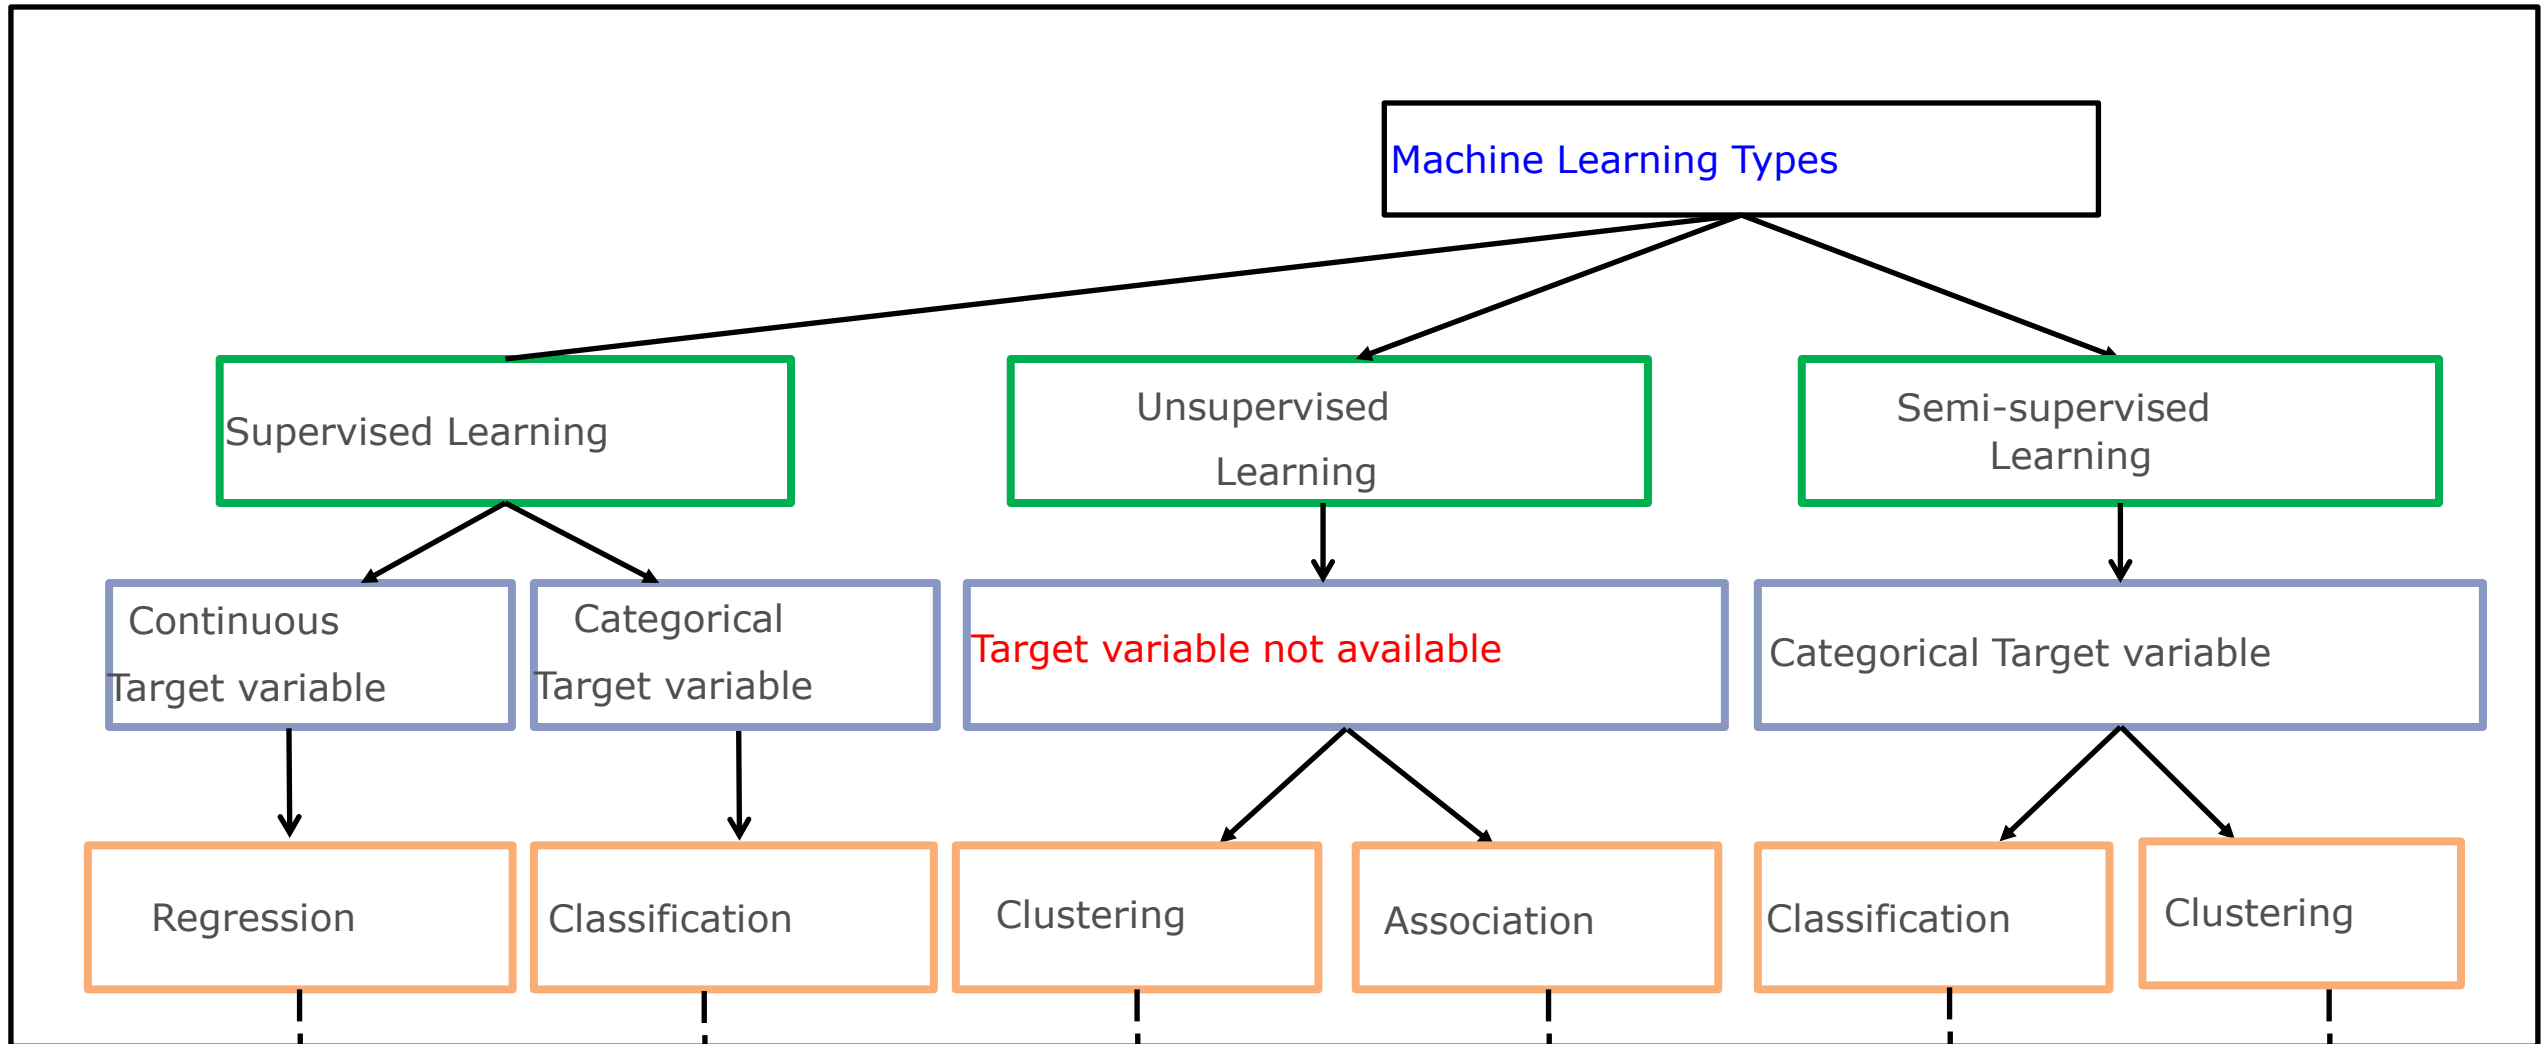 Machine Learning Types
Supervised Learning
Unsupervised
Learning
Semi-supervised
Learning
Continuous
Target variable
Categorical
Target variable
Target variable not available
Categorical Target variable
Regression
Classification
Clustering
Association
Classification
Clustering